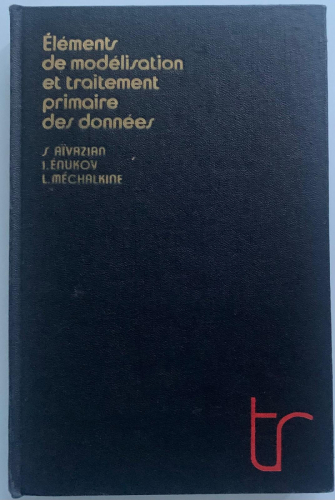 Éléments
de modélisation
et traitement
primaire
des données
S AÏVAZIAN
I. ÉNUKOV
L. MÉCHALKINE
tr